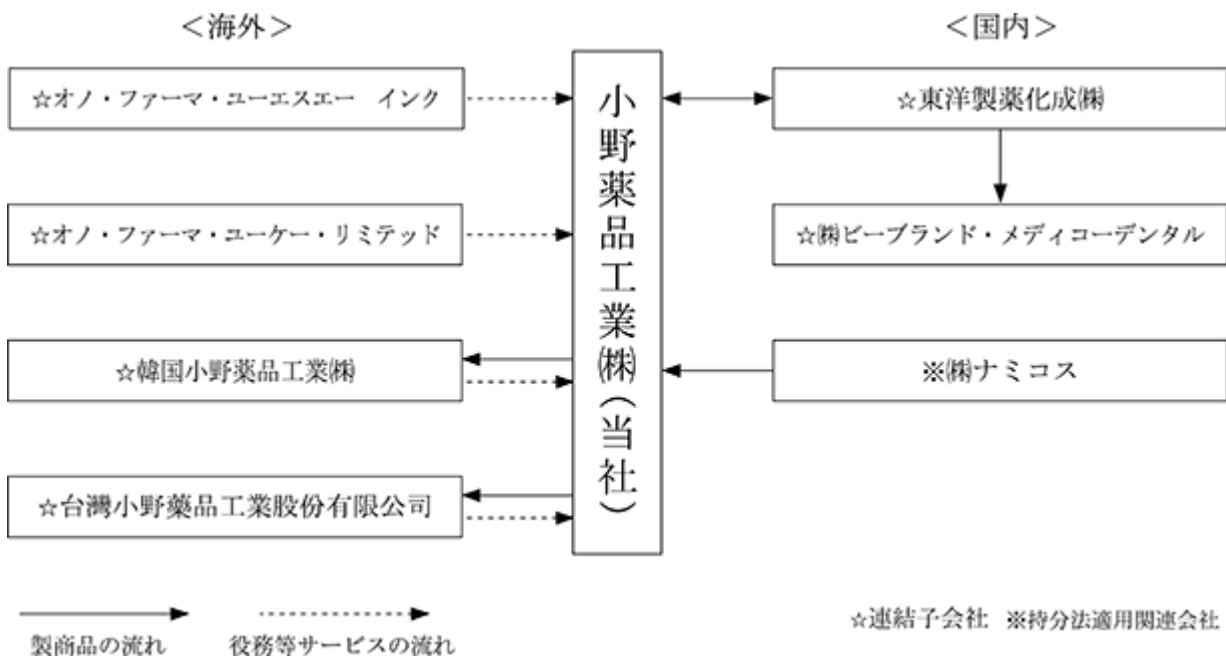 ＜海外＞
＜国内＞
☆オノ・ファーマ・ユーエスエー　インク
☆オノ・ファーマ・ユーケー・リミテッド
☆韓国小野薬品工業㈱
☆台灣小野藥品工業股份有限公司
小野薬品工業㈱（当社）
☆東洋製薬化成㈱
☆㈱ビーブランド・メディコーデンタル
※㈱ナミコス
製商品の流れ
役務等サービスの流れ
☆連結子会社　※持分法適用関連会社